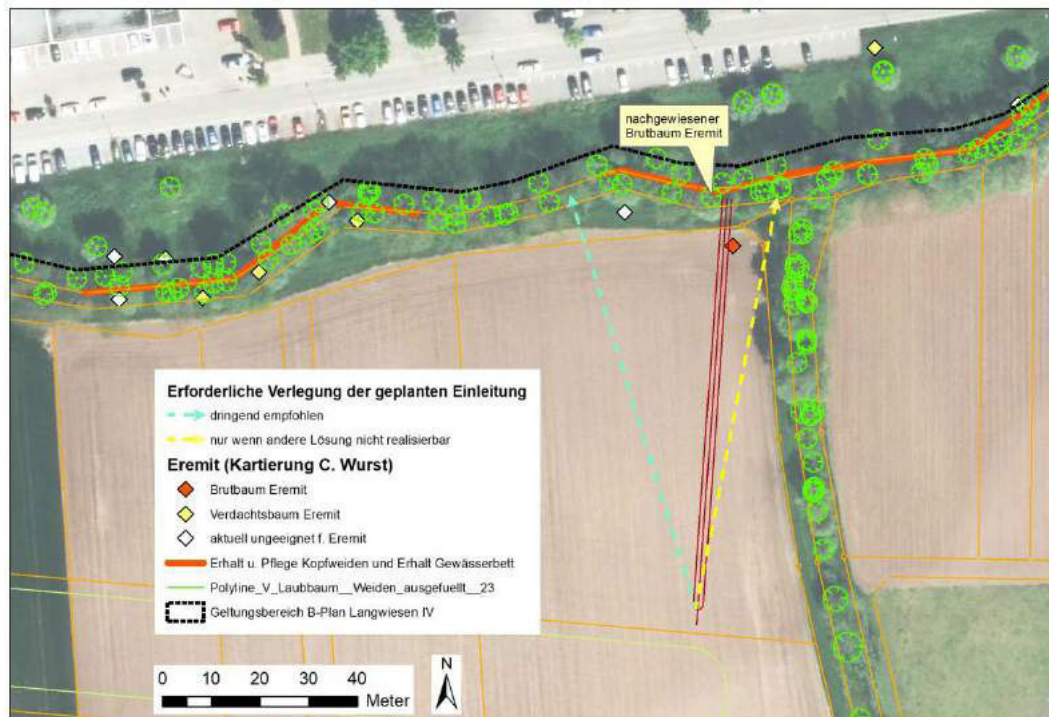 nachgewiesener
Brutbaum Eremit
Erforderliche Verlegung der geplanten Einleitung
dringend empfohlen
nur wenn andere Lösung nicht realisierbar
Eremit (Kartierung C. Wurst)
Brutbaum Eremit
Verdachtsbaum Eremit
aktuell ungeeignet f. Eremit
Erhalt u. Pflege Kopfweiden und Erhalt Gewässerbett
Polyline_V_Laubbaum__Weiden_ausgefuellt__23
Geltungsbereich B-Plan Langwiesen IV
0 10 20 30 40
Meter
N